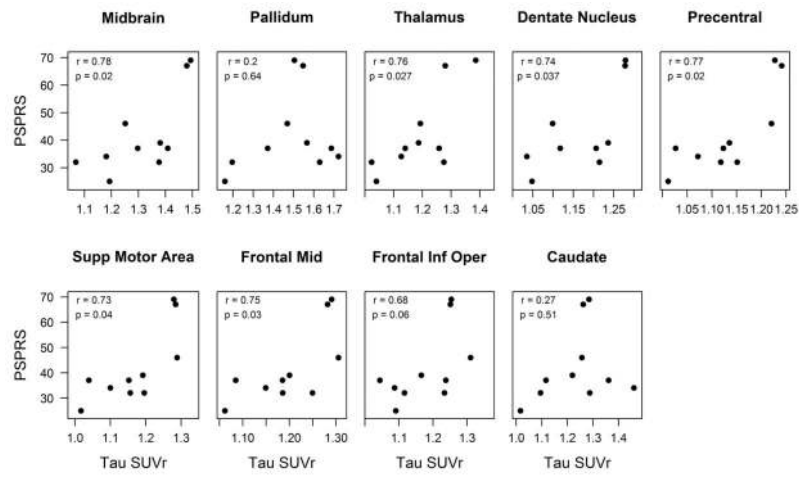 Midbrain Pallidum Thalamus Dentate Nucleus Precentral
r = 0.78 r = 0.2 r = 0.76 r = 0.74 r = 0.77
p = 0.02 p = 0.64 p = 0.027 p = 0.037 p = 0.02
PSPRS
70
60
50
40
30
1.1 1.2 1.3 1.4 1.5 1.2 1.3 1.4 1.5 1.6 1.7 1.1 1.2 1.3 1.4 1.05 1.15 1.25 1.05 1.10 1.15 1.20 1.25
Supp Motor Area Frontal Mid Frontal Inf Oper Caudate
r = 0.73 r = 0.75 r = 0.68 r = 0.27
p = 0.04 p = 0.03 p = 0.06 p = 0.51
PSPRS
70
60
50
40
30
1.0 1.1 1.2 1.3 1.10 1.20 1.30 1.1 1.2 1.3 1.0 1.1 1.2 1.3 1.4
Tau SUVr Tau SUVr Tau SUVr Tau SUVr